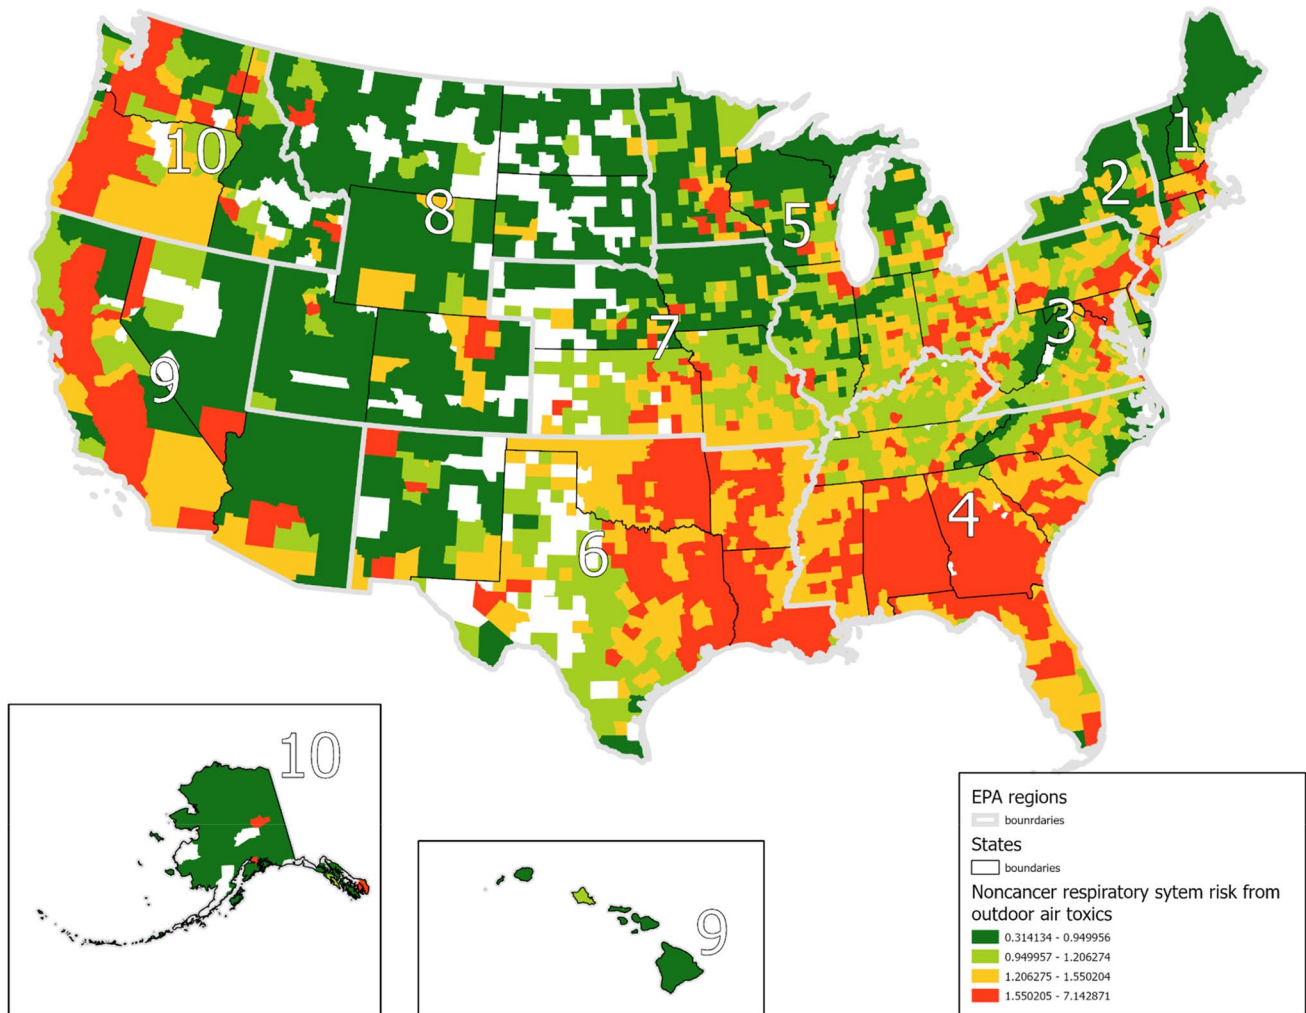 1
10
2
8
5
3
7
9
4
6
10
9
EPA regions
bounrdaries
States
boundaries
Noncancer respiratory sytem risk from
outdoor air toxics
0.314134 - 0.949956
0.949957 - 1.206274
1.206275 - 1.550204
1.550205 - 7.142871